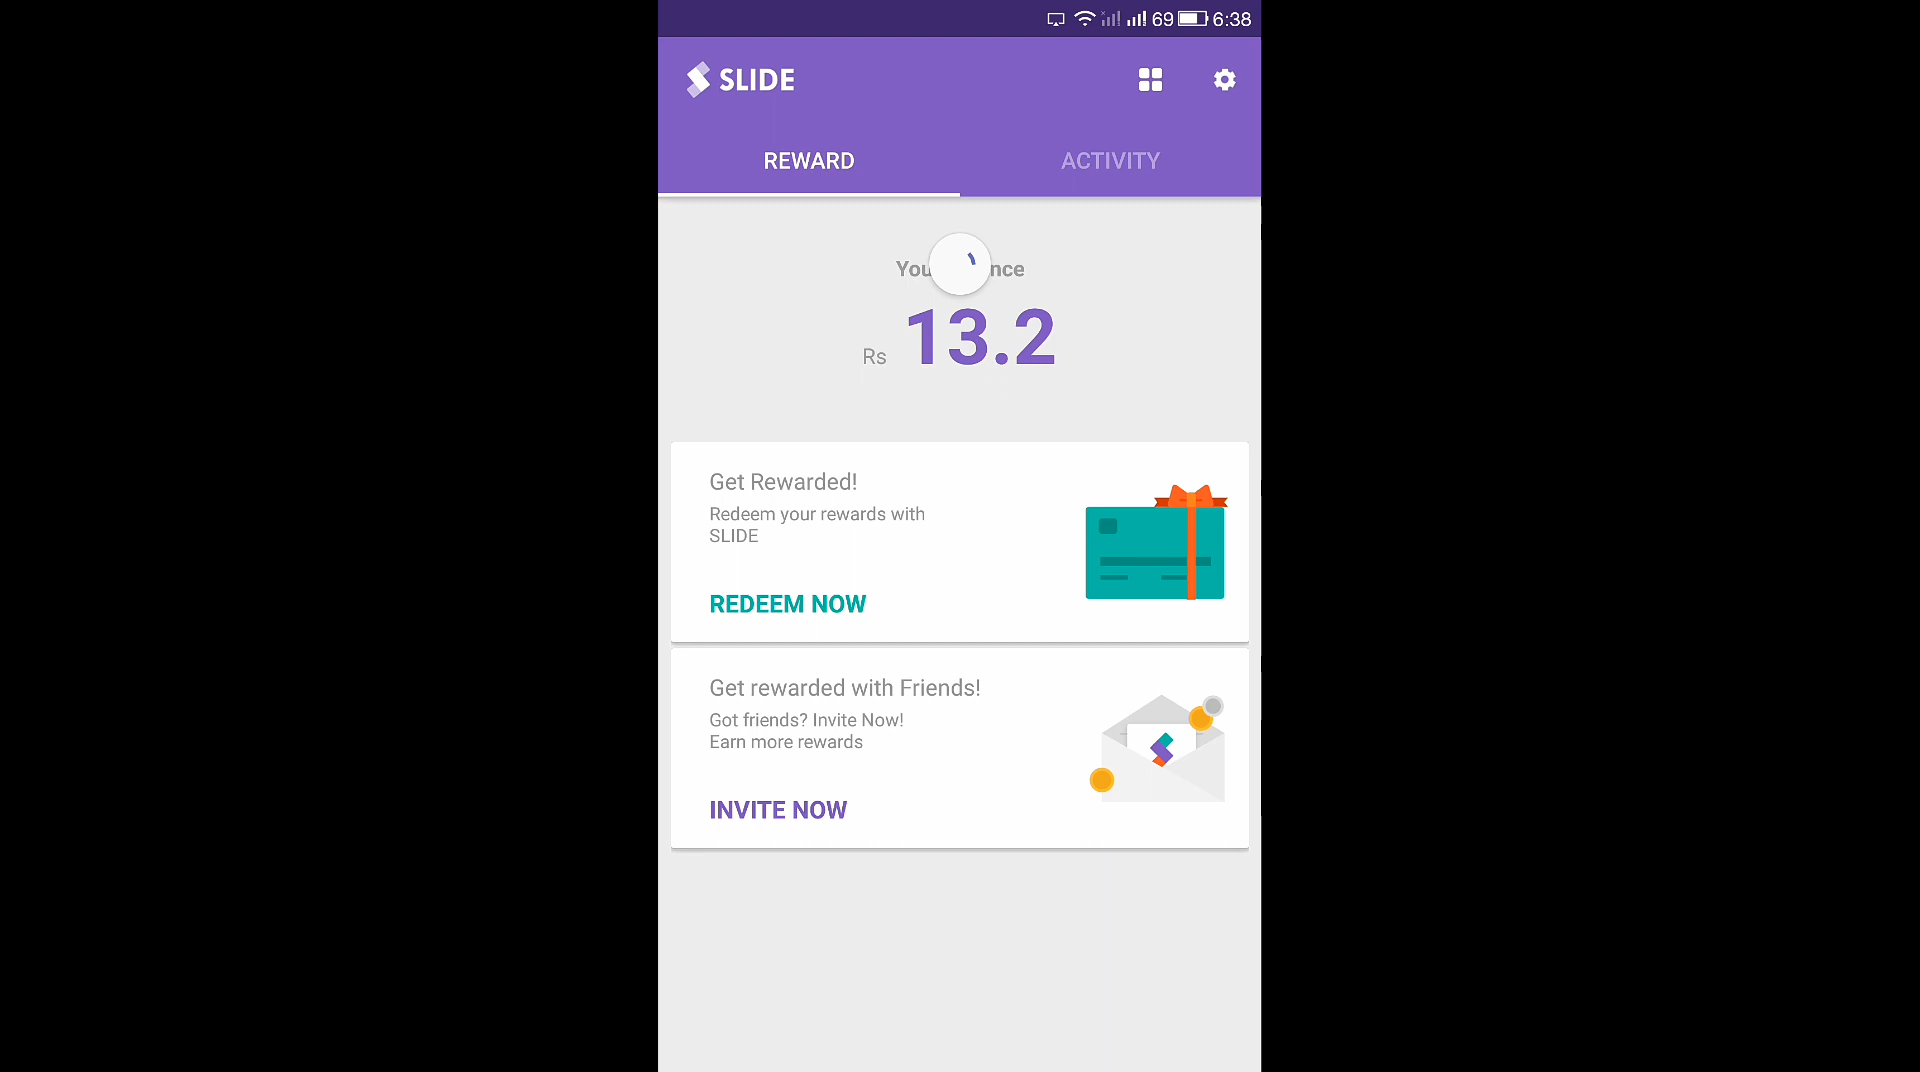 69 6:38
SLIDE
REWARD ACTIVITY
You nce
Rs 13.2
Get Rewarded!
Redeem your rewards with
SLIDE
REDEEM NOW
Get rewarded with Friends!
Got friends? Invite Now!
Earn more rewards
INVITE NOW